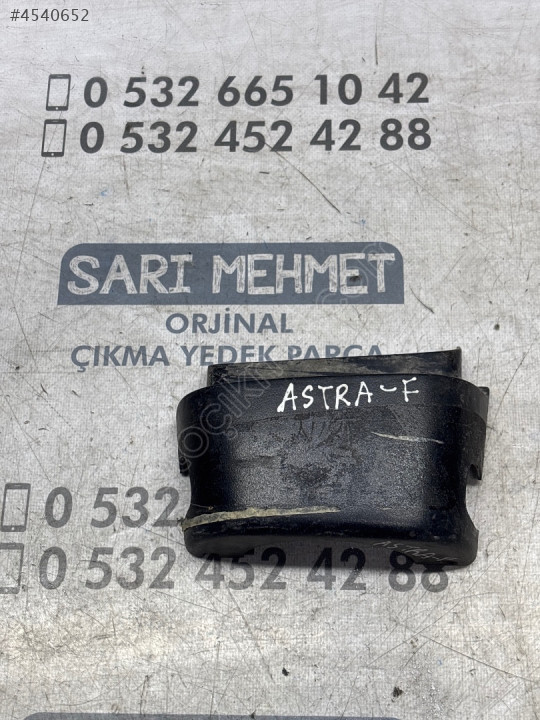 #4540652
0 532 665 10 42
0 532 452 42 88
SARI MEHMET
ORJİNAL
ÇIKMA YEDEK PARÇA
ASTRA-F
0 532
0 532 452 42 88